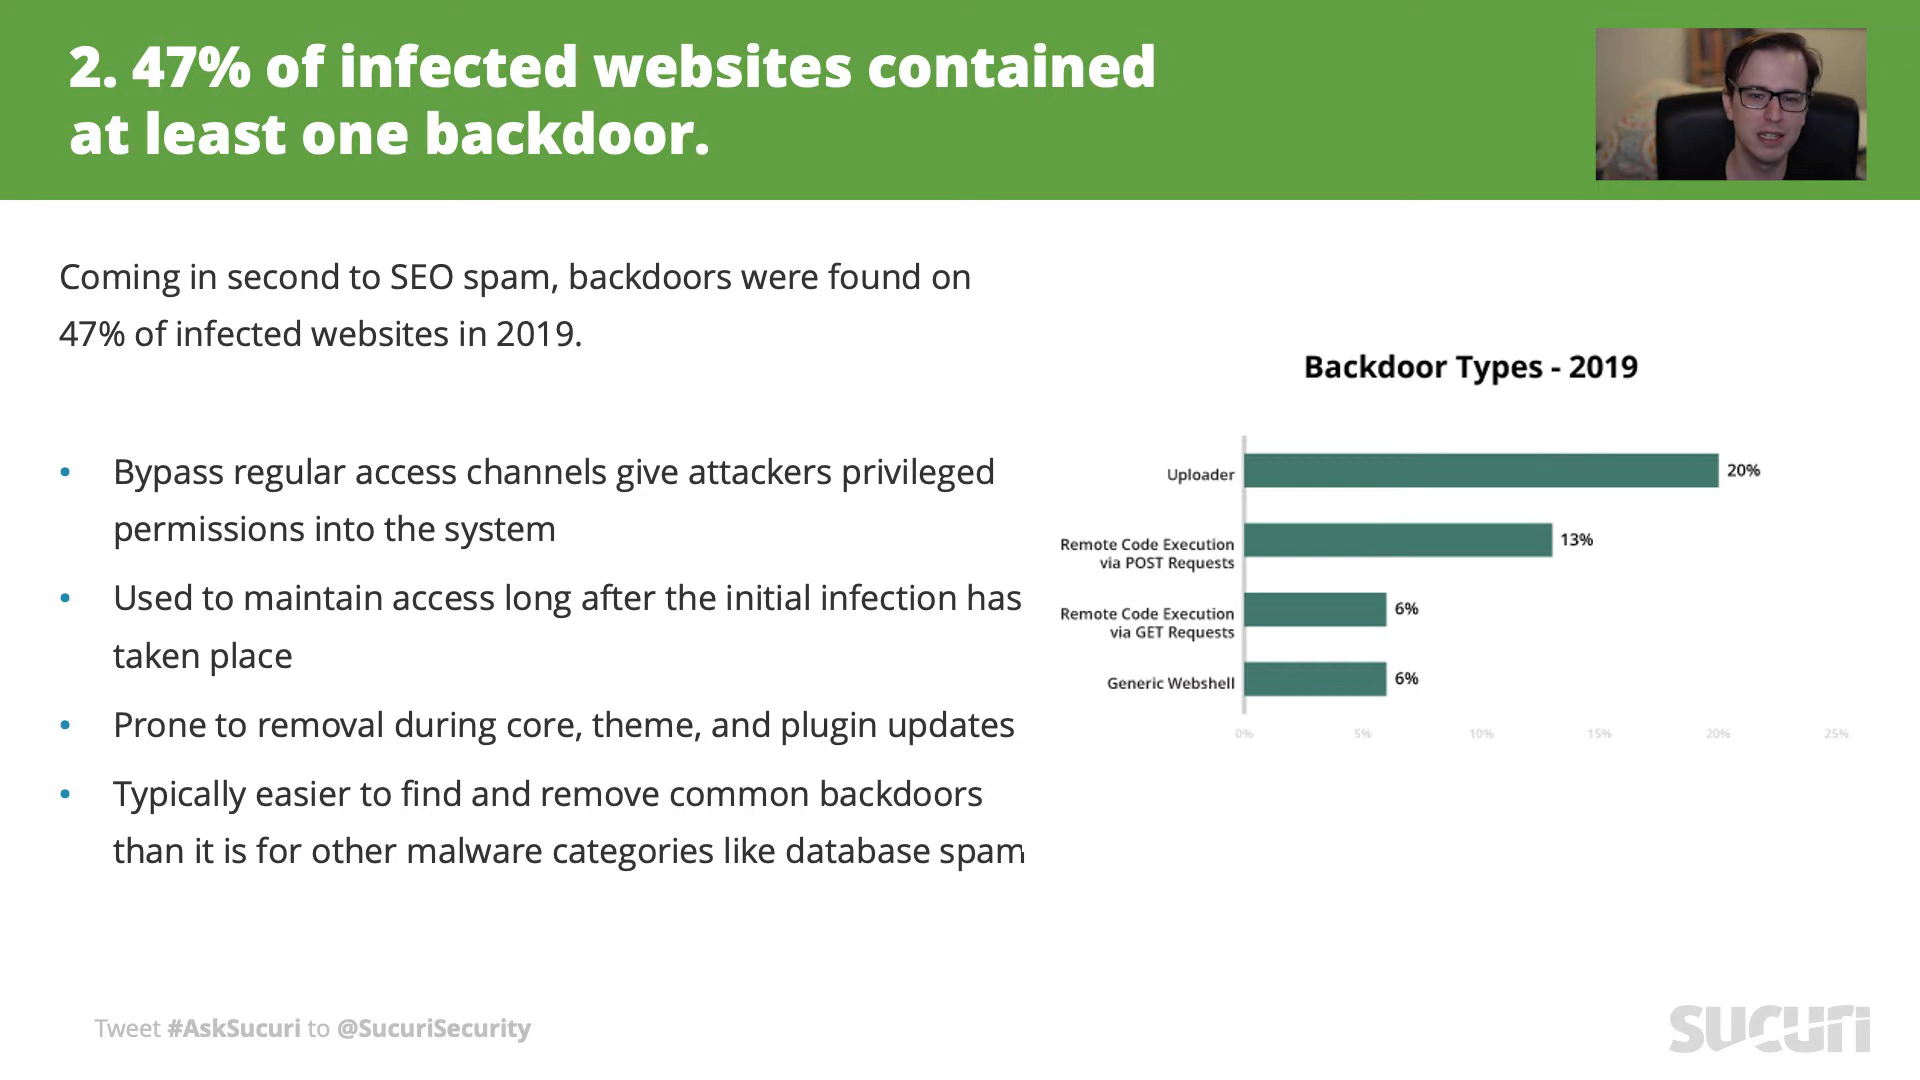 2. 47% of infected websites contained
at least one backdoor.
Coming in second to SEO spam, backdoors were found on
47% of infected websites in 2019.
• Bypass regular access channels give attackers privileged
permissions into the system
• Used to maintain access long after the initial infection has
taken place
• Prone to removal during core, theme, and plugin updates
• Typically easier to find and remove common backdoors
than it is for other malware categories like database spam
Backdoor Types - 2019
Uploader 20%
Remote Code Execution
via POST Requests 13%
Remote Code Execution
via GET Requests 6%
Generic Webshell 6%
0% 5% 10% 15% 20% 25%
Tweet #AskSucuri to @SucuriSecurity
SUCURI